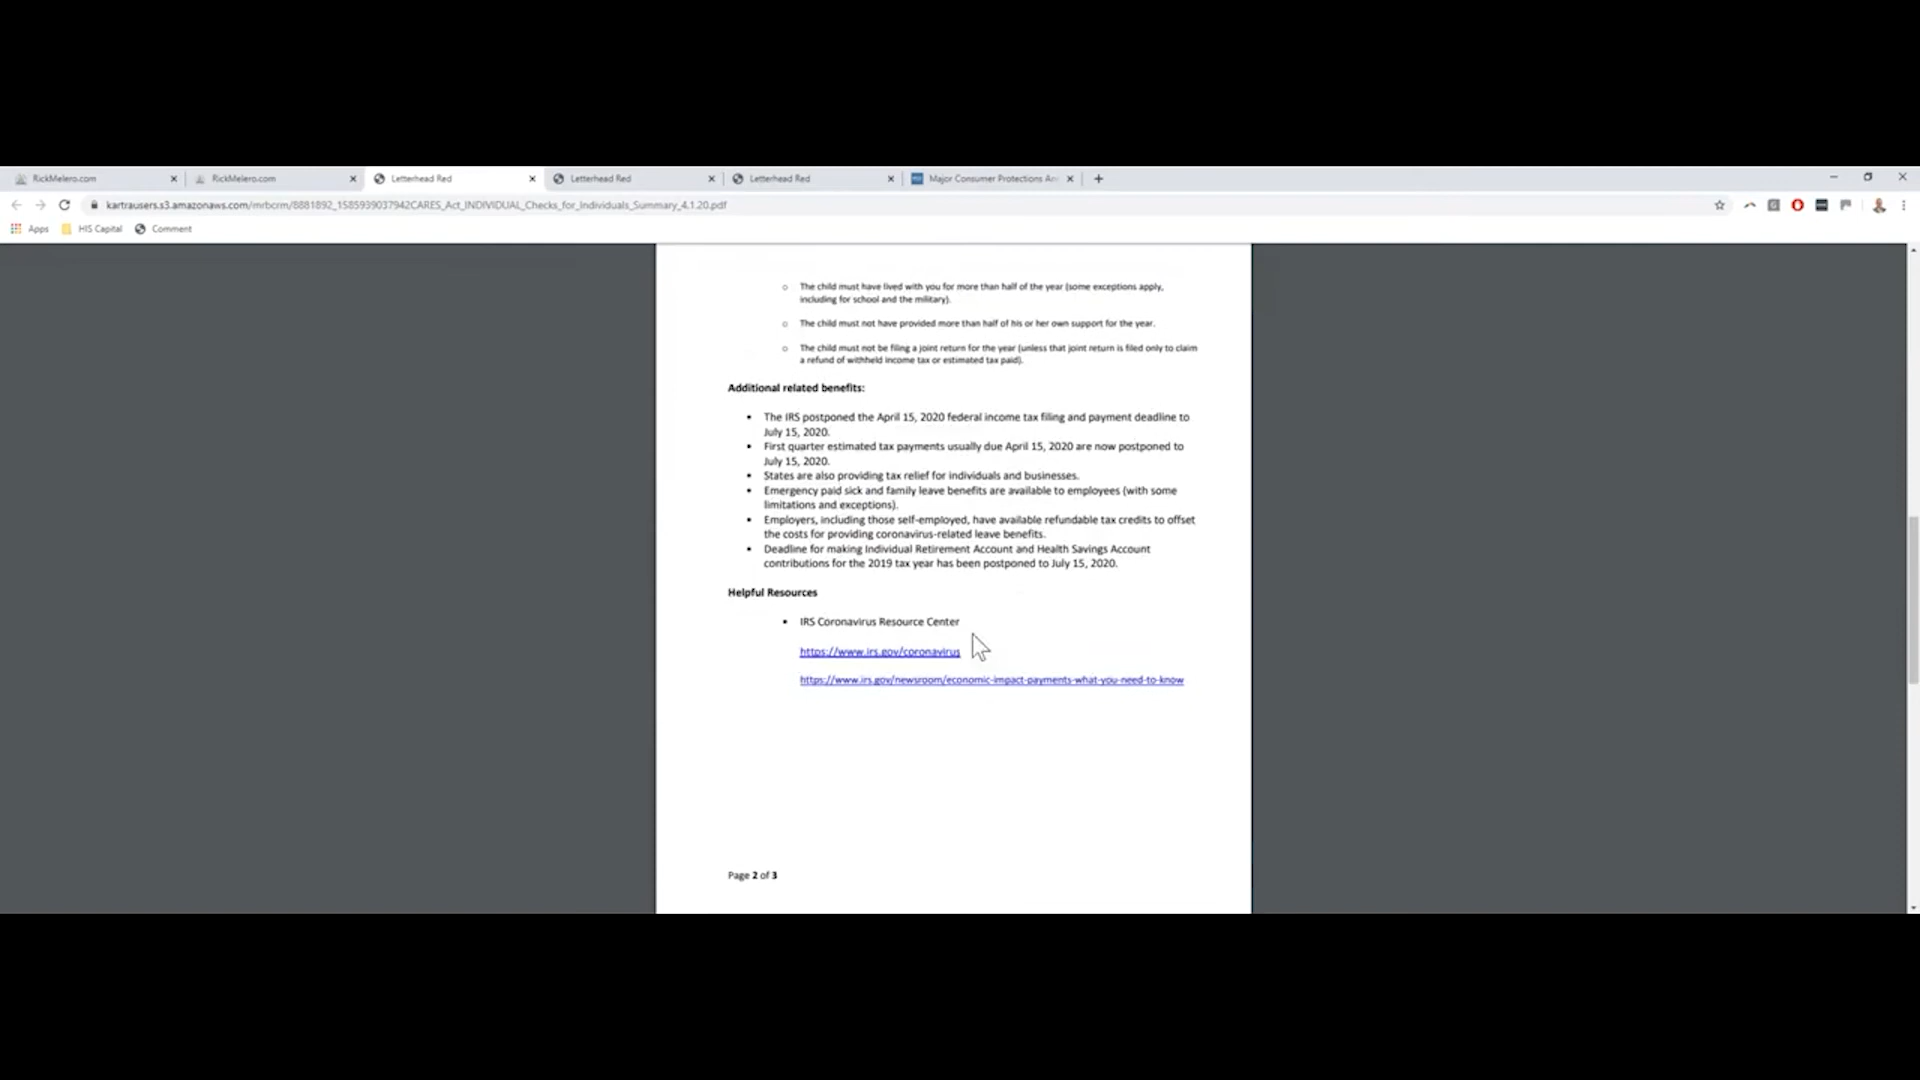 RickMelero.com
RickMelero.com
Letterhead Red
Letterhead Red
Letterhead Red
Major Consumer Protections An
kartrausers.s3.amazonaws.com/mrbcrm/8881892_1585939037942CARES_Act_INDIVIDUAL_Checks_for_Individuals_Summary_4.1.20.pdf
Apps
HIS Capital
Comment
o The child must have lived with you for more than half of the year (some exceptions apply,
including for school and the military).
o The child must not have provided more than half of his or her own support for the year.
o The child must not be filing a joint return for the year (unless that joint return is filed only to claim
a refund of withheld income tax or estimated tax paid).
Additional related benefits:
• The IRS postponed the April 15, 2020 federal income tax filing and payment deadline to
July 15, 2020.
• First quarter estimated tax payments usually due April 15, 2020 are now postponed to
July 15, 2020.
• States are also providing tax relief for individuals and businesses.
• Emergency paid sick and family leave benefits are available to employees (with some
limitations and exceptions).
• Employers, including those self-employed, have available refundable tax credits to offset
the costs for providing coronavirus-related leave benefits.
• Deadline for making Individual Retirement Account and Health Savings Account
contributions for the 2019 tax year has been postponed to July 15, 2020.
Helpful Resources
• IRS Coronavirus Resource Center
https://www.irs.gov/coronavirus
https://www.irs.gov/newsroom/economic-impact-payments-what-you-need-to-know
Page 2 of 3